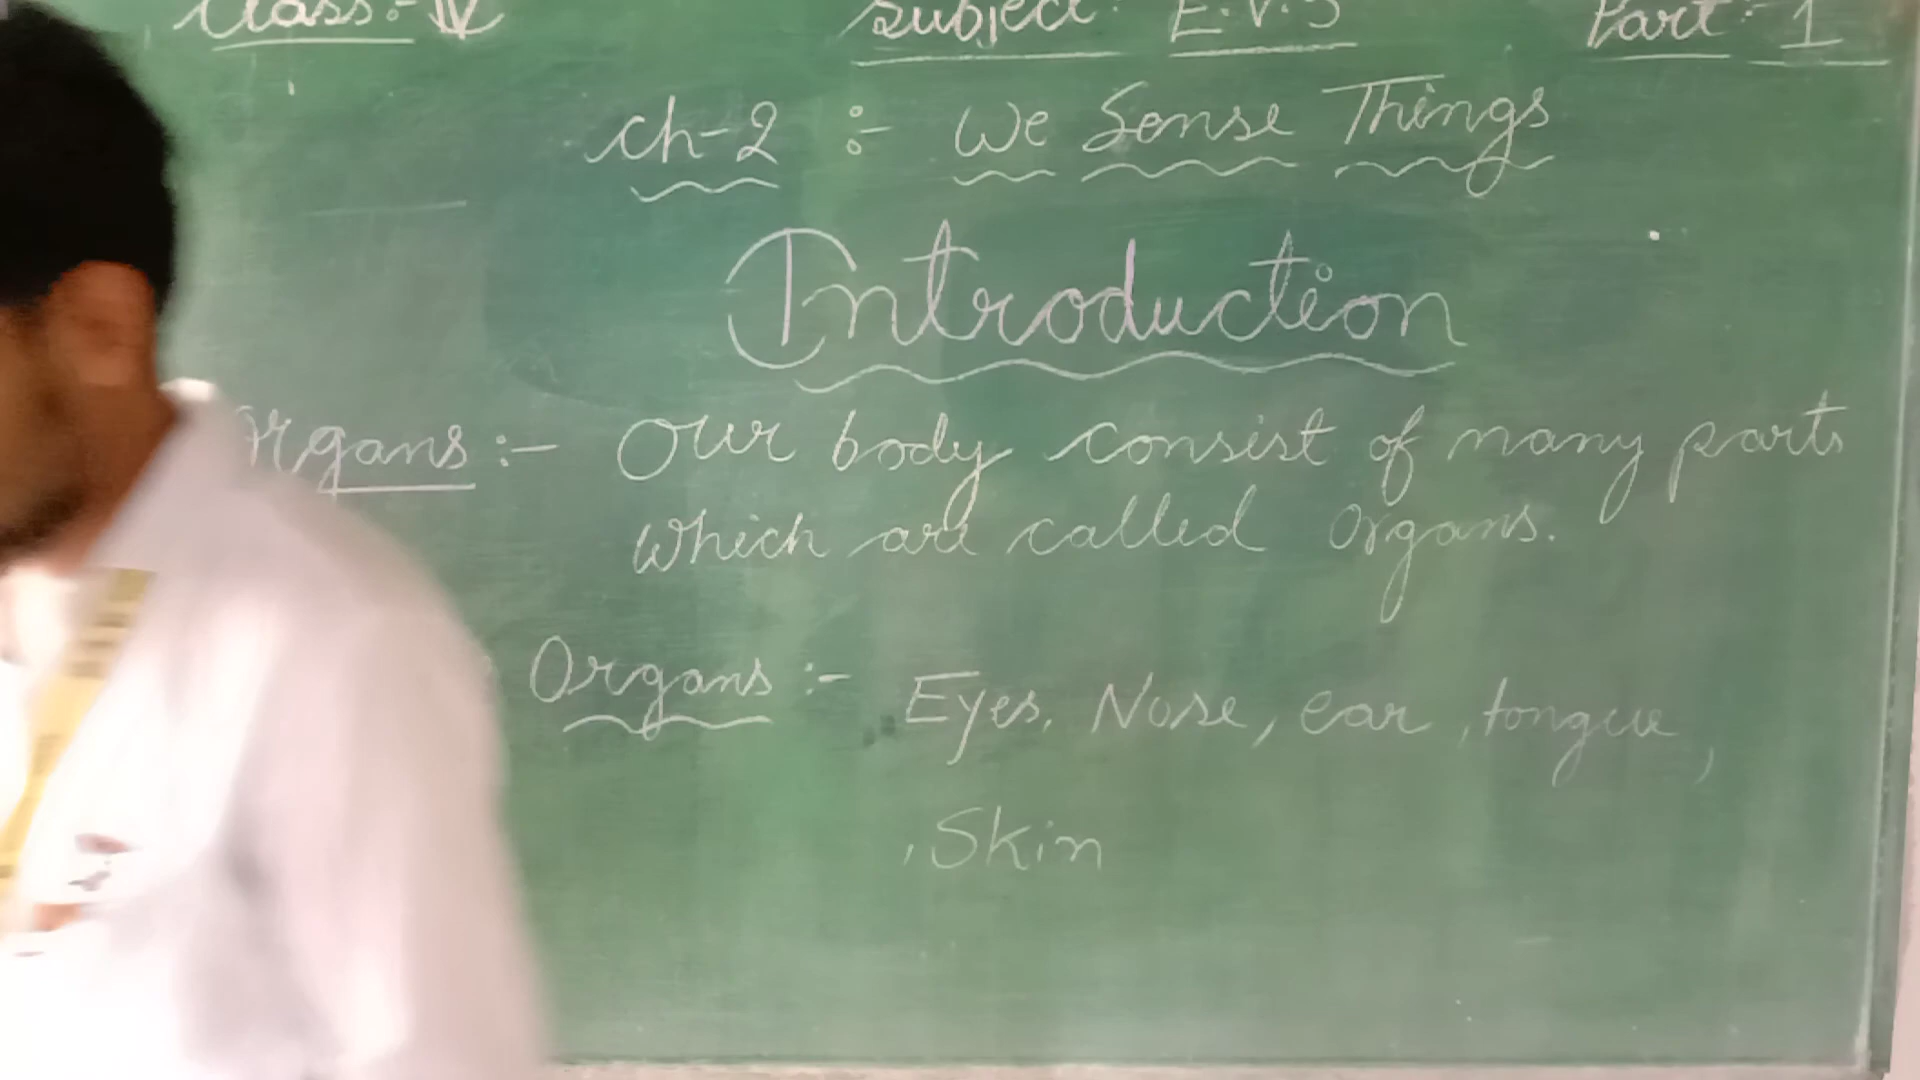 Class:- IV Subject: E.V.S Part:- 1
Ch-2 :- We Sense Things
Introduction
Organs :- Our body consist of many parts
which are called organs.
Organs :- Eyes, Nose, ear, tongue,
, Skin